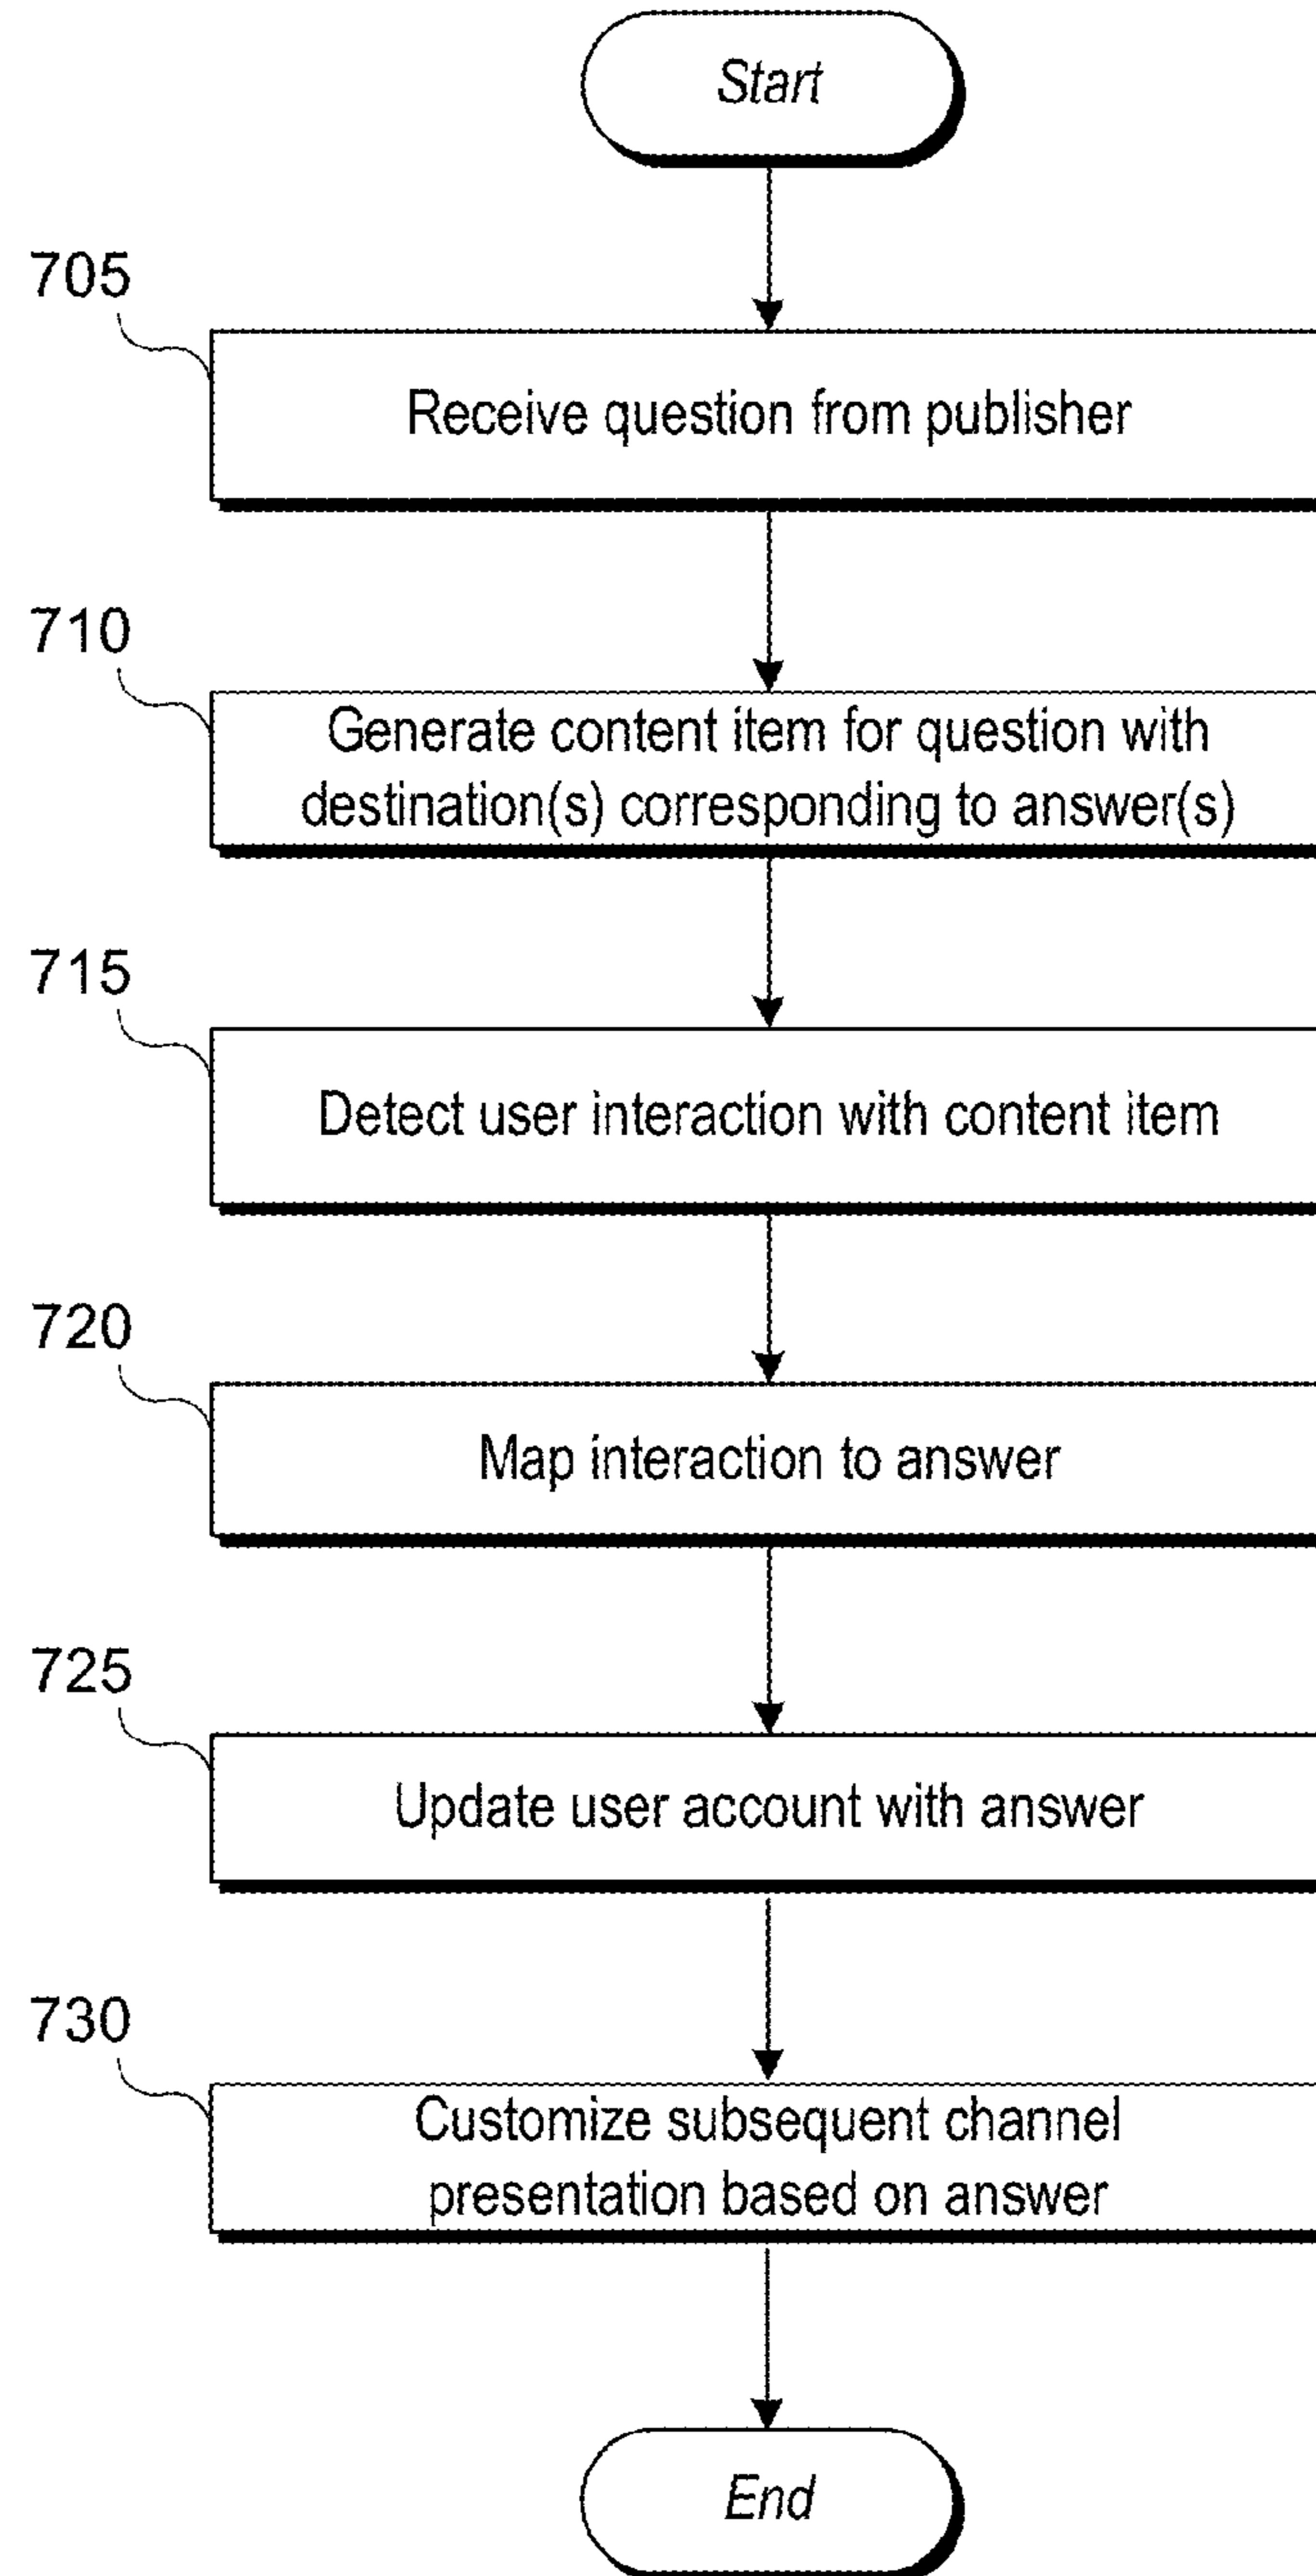 Start
705
Receive question from publisher
710
Generate content item for question with
destination(s) corresponding to answer(s)
715
Detect user interaction with content item
720
Map interaction to answer
725
Update user account with answer
730
Customize subsequent channel
presentation based on answer
End